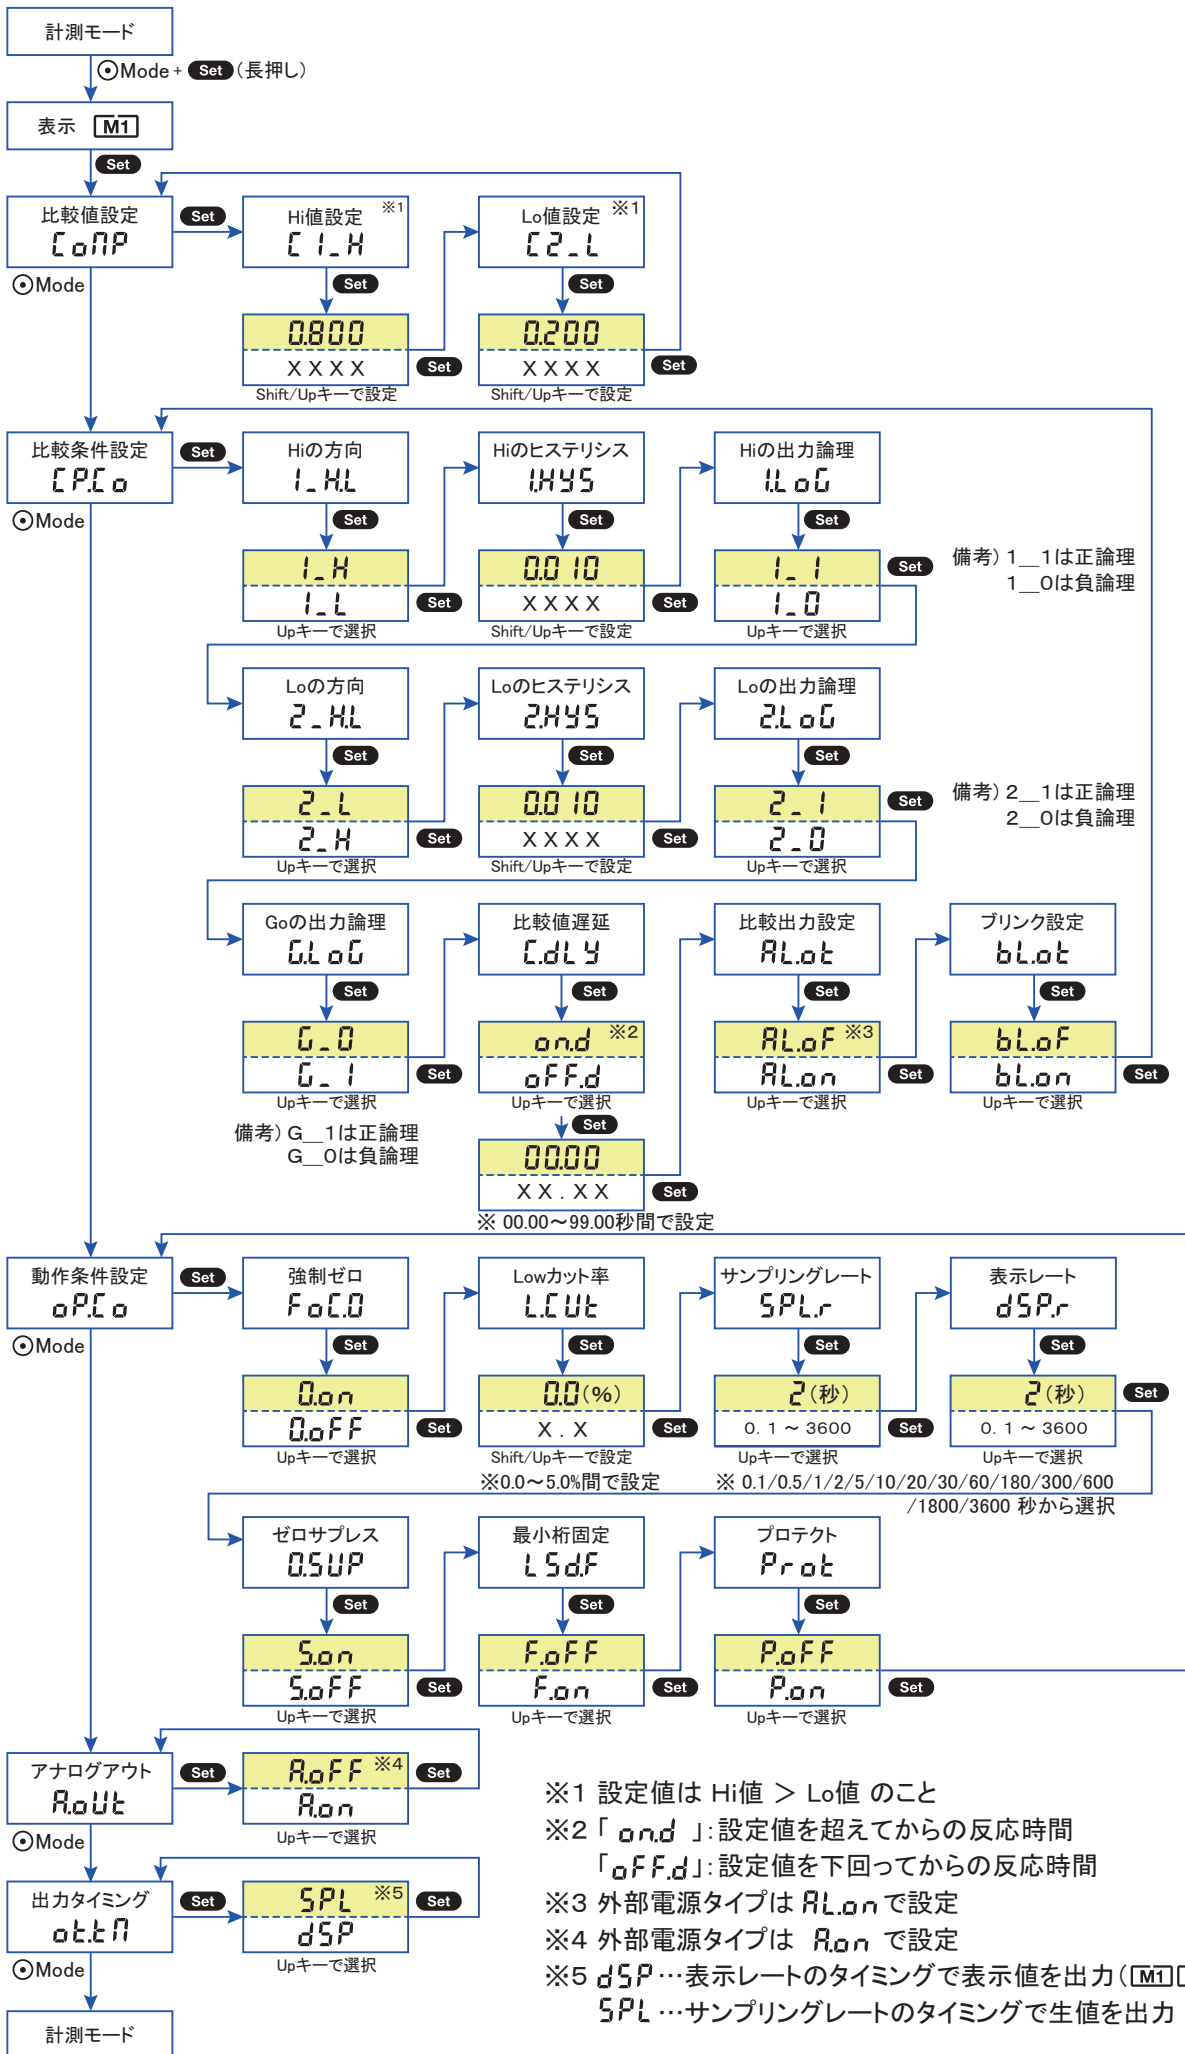 計測モード
Mode + Set (長押し)
表示 M1
Set
比較値設定
CoMP
Set
Hi値設定 ※1
C1_H
Lo値設定 ※1
C2_L
Mode
Set
Set
0.800
XXXX
Set
Shift/Upキーで設定
0.200
XXXX
Set
Shift/Upキーで設定
比較条件設定
CP.Co
Set
Hiの方向
1_H.L
Hiのヒステリシス
1.HYS
Hiの出力論理
1.LoG
Mode
Set
Set
Set
1_H
1_L
Set
Upキーで選択
0.010
XXXX
Set
Shift/Upキーで設定
1_1
1_0
Set
Upキーで選択
備考) 1__1は正論理
1__0は負論理
Loの方向
2_H.L
Loのヒステリシス
2.HYS
Loの出力論理
2.LoG
Set
Set
Set
2_L
2_H
Set
Upキーで選択
0.010
XXXX
Set
Shift/Upキーで設定
2_1
2_0
Set
Upキーで選択
備考) 2__1は正論理
2__0は負論理
Goの出力論理
G.LoG
比較値遅延
C.dLY
比較出力設定
AL.ot
ブリンク設定
bL.ot
Set
Set
Set
Set
G_0
G_1
Set
Upキーで選択
備考) G__1は正論理
G__0は負論理
on.d ※2
oFF.d
Upキーで選択
Set
00.00
XX.XX
Set
※ 00.00～99.00秒間で設定
AL.oF ※3
AL.on
Set
Upキーで選択
bL.oF
bL.on
Set
Upキーで選択
動作条件設定
oP.Co
Set
強制ゼロ
FoC.0
Lowカット率
L.CUt
サンプリングレート
SPL.r
表示レート
dSP.r
Mode
Set
Set
Set
Set
0.on
0.oFF
Set
Upキーで選択
0.0(%)
X.X
Set
Shift/Upキーで設定
※0.0～5.0%間で設定
2(秒)
0.1～3600
Set
Upキーで選択
2(秒)
0.1～3600
Set
Upキーで選択
※ 0.1/0.5/1/2/5/10/20/30/60/180/300/600
/1800/3600 秒から選択
ゼロサプレス
0.SUP
最小桁固定
LSd.F
プロテクト
Prot
Set
Set
Set
S.on
S.oFF
Set
Upキーで選択
F.oFF
F.on
Set
Upキーで選択
P.oFF
P.on
Set
Upキーで選択
アナログアウト
A.oUt
Set
A.oFF ※4
A.on
Set
Upキーで選択
Mode
出力タイミング
ot.tM
Set
SPL ※5
dSP
Set
Upキーで選択
Mode
計測モード
※1 設定値は Hi値 ＞ Lo値 のこと
※2「 on.d 」:設定値を超えてからの反応時間
「oFF.d」:設定値を下回ってからの反応時間
※3 外部電源タイプは AL.on で設定
※4 外部電源タイプは A.on で設定
※5 dSP…表示レートのタイミングで表示値を出力(M1
SPL …サンプリングレートのタイミングで生値を出力